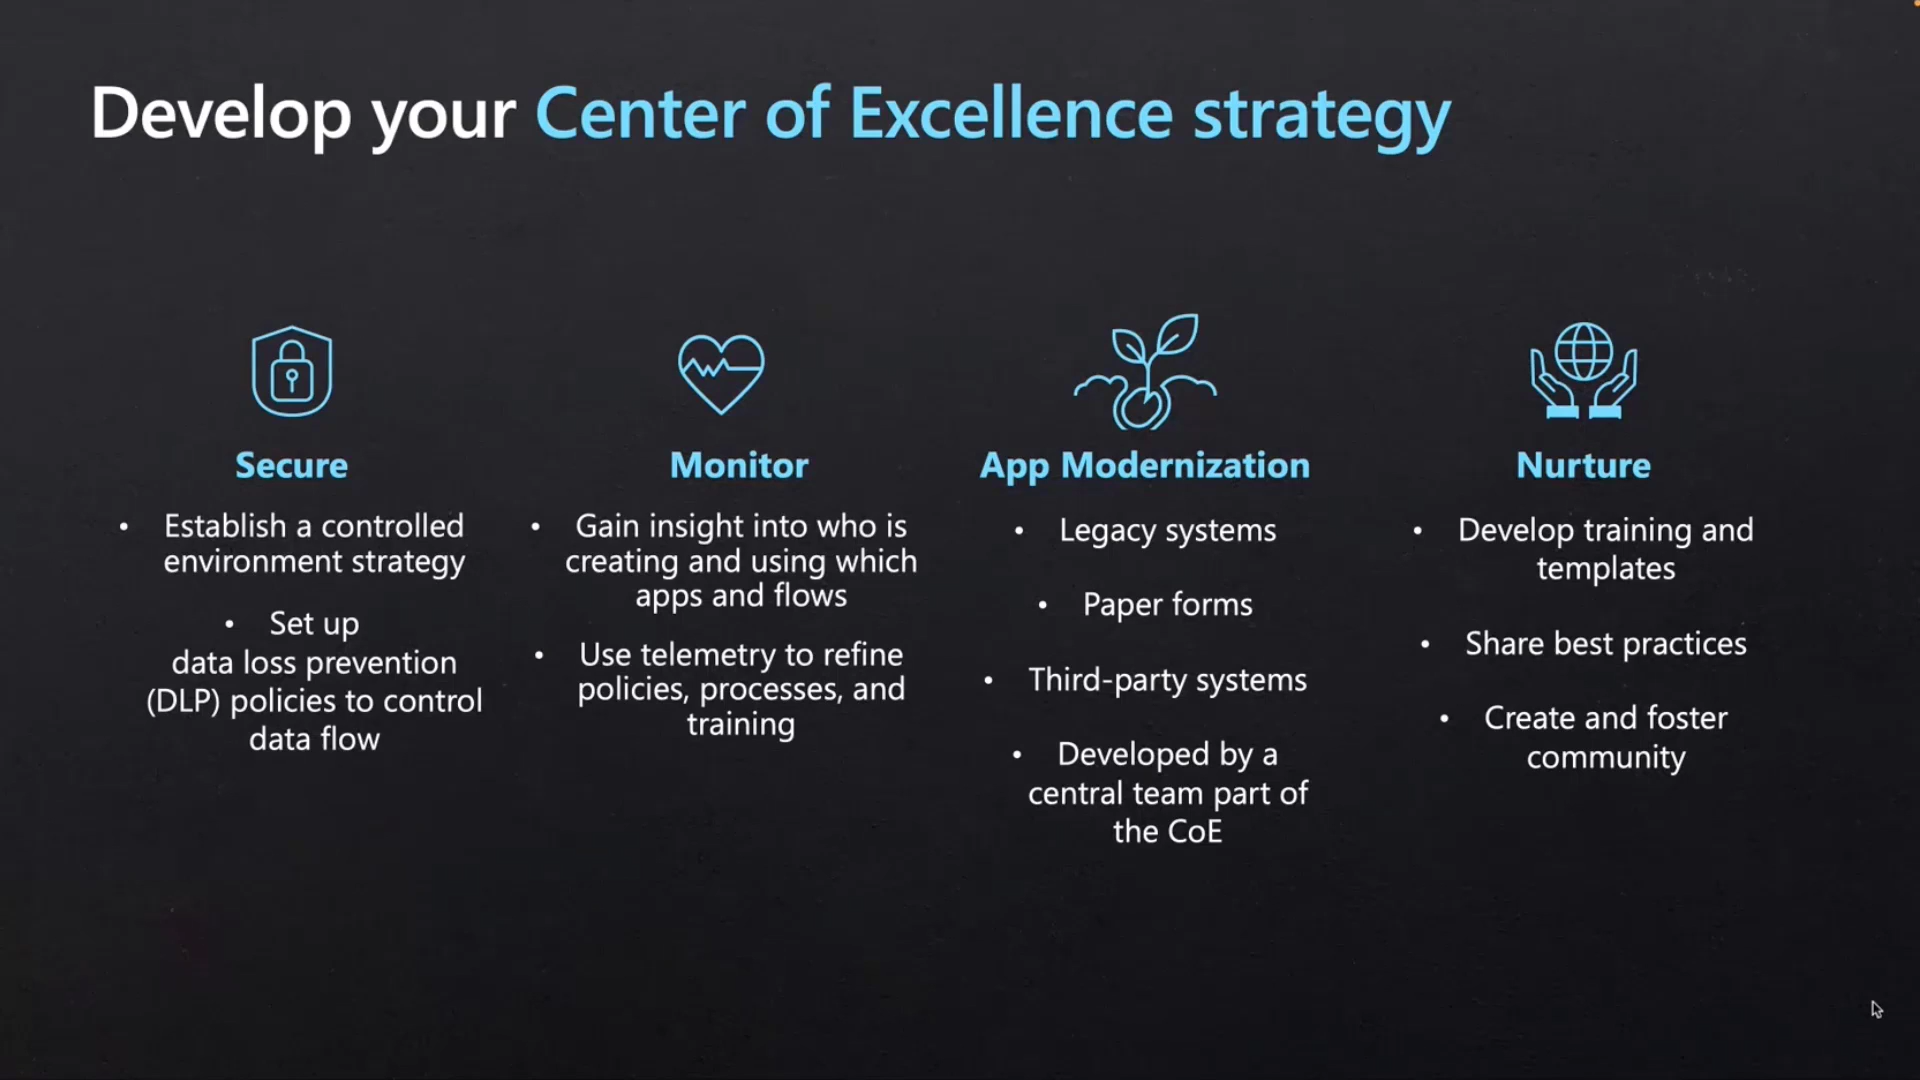 Develop your Center of Excellence strategy
Secure
• Establish a controlled
environment strategy
• Set up
data loss prevention
(DLP) policies to control
data flow
Monitor
• Gain insight into who is
creating and using which
apps and flows
• Use telemetry to refine
policies, processes, and
training
App Modernization
• Legacy systems
• Paper forms
• Third-party systems
• Developed by a
central team part of
the CoE
Nurture
• Develop training and
templates
• Share best practices
• Create and foster
community